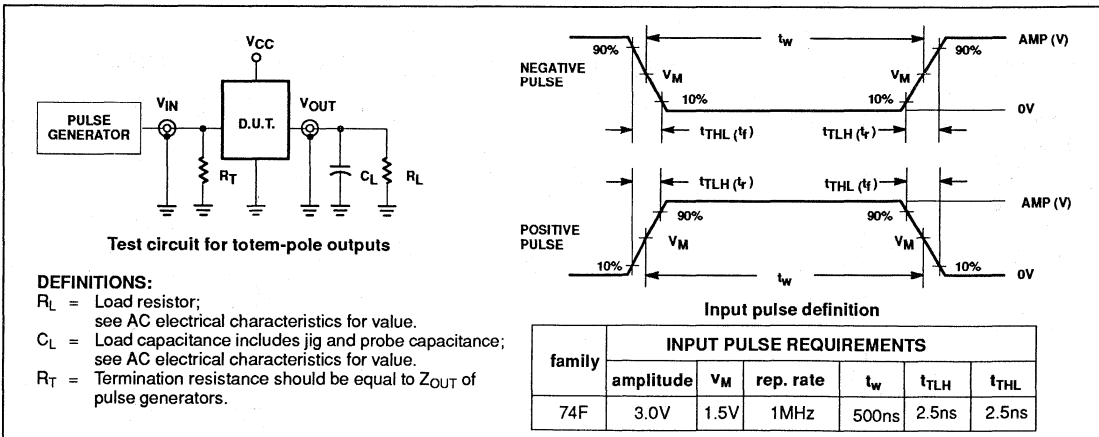 VCC
VIN
VOUT
PULSE
GENERATOR
D.U.T.
RT
CL
RL
Test circuit for totem-pole outputs
DEFINITIONS:
RL = Load resistor;
see AC electrical characteristics for value.
CL = Load capacitance includes jig and probe capacitance;
see AC electrical characteristics for value.
RT = Termination resistance should be equal to ZOUT of
pulse generators.
NEGATIVE
PULSE
90%
tw
90%
AMP (V)
VM
VM
10%
10%
0V
tTHL (tf)
tTLH (tr)
tTLH (tr)
tTHL (tf)
POSITIVE
PULSE
90%
90%
AMP (V)
VM
VM
10%
10%
tw
0V
Input pulse definition
family
INPUT PULSE REQUIREMENTS
amplitude VM rep. rate tw tTLH tTHL
74F 3.0V 1.5V 1MHz 500ns 2.5ns 2.5ns